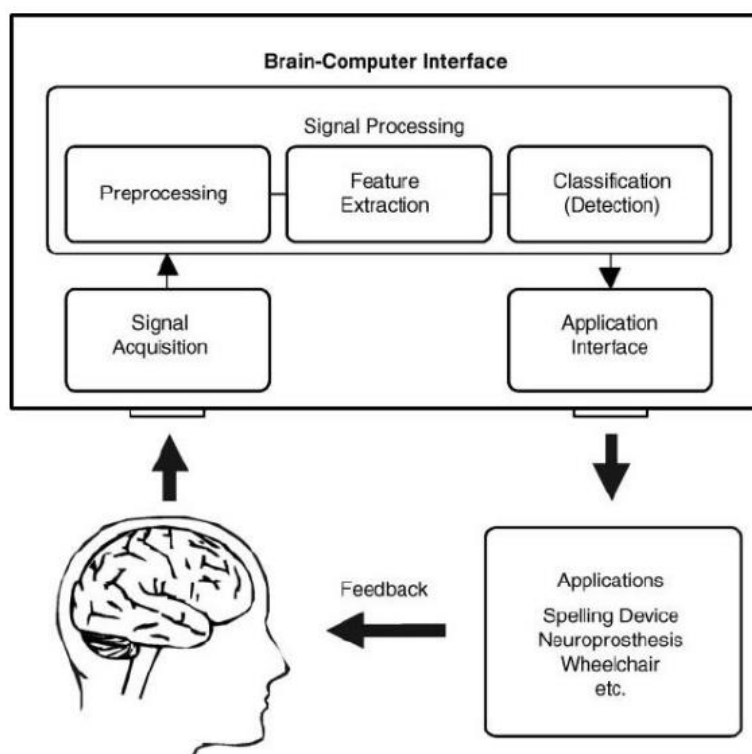 Brain-Computer Interface
Signal Processing
Preprocessing
Feature
Extraction
Classification
(Detection)
Signal
Acquisition
Application
Interface
Feedback
Applications
Spelling Device
Neuroprosthesis
Wheelchair
etc.